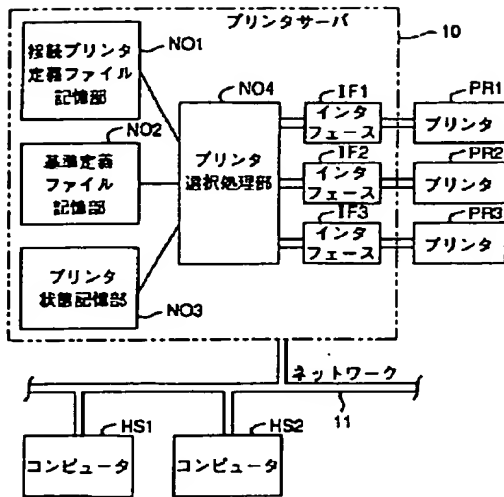 プリンタサーバ
10
接続プリンタ
定義ファイル
記憶部
NO1
NO2
基準定義
ファイル
記憶部
プリンタ
状態記憶部
NO3
NO4
プリンタ
選択処理部
IF1
インタ
フェース
IF2
インタ
フェース
IF3
インタ
フェース
PR1
プリンタ
PR2
プリンタ
PR3
プリンタ
ネットワーク
11
HS1
コンピュータ
HS2
コンピュータ